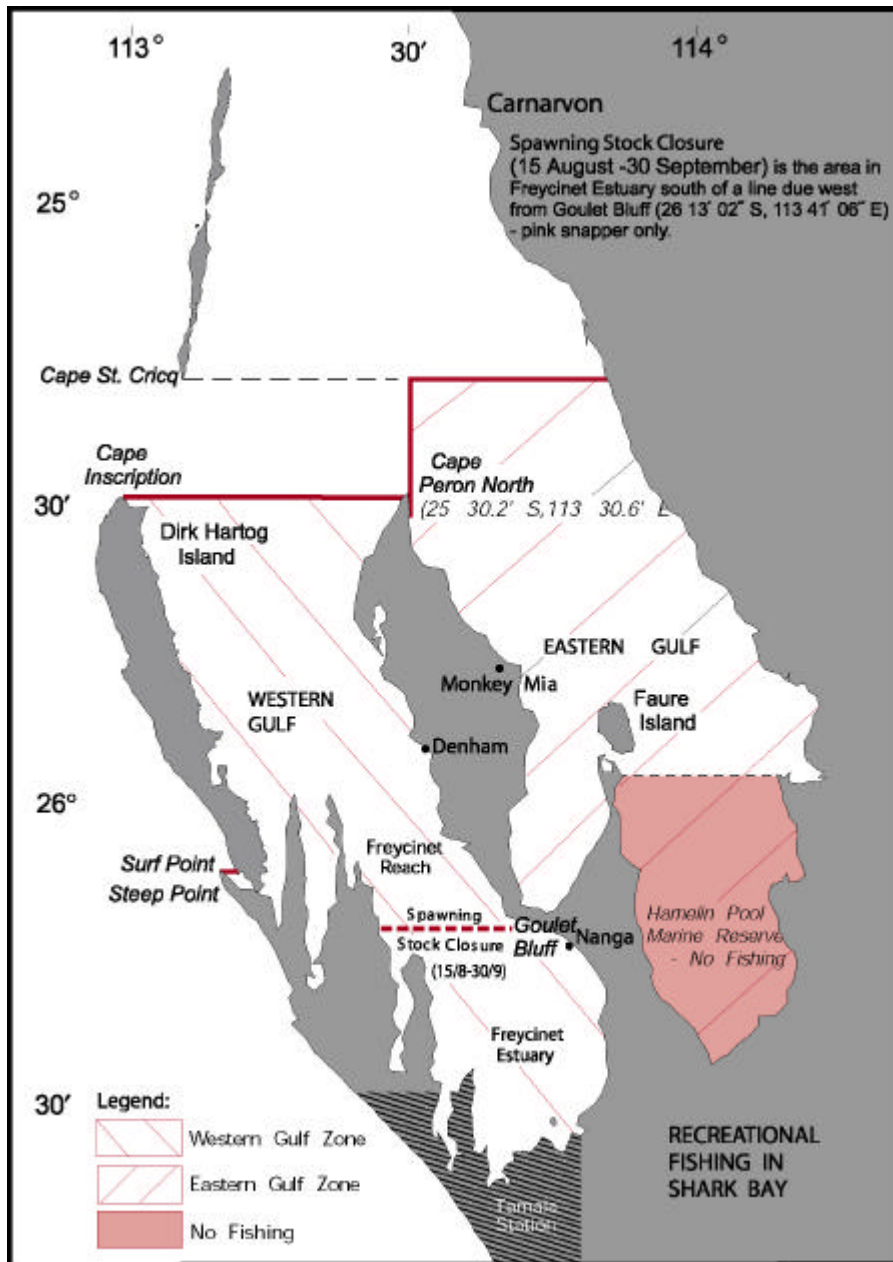 113°
30′
114°
Carnarvon
Spawning Stock Closure
(15 August -30 September) is the area in
Freycinet Estuary south of a line due west
from Goulet Bluff (26 13′ 02″ S, 113 41′ 06″ E)
- pink snapper only.
25°
Cape St. Cricq
Cape
Inscription
30′
Cape
Peron North
(25 30.2′ S,113 30.6′ E
Dirk Hartog
Island
EASTERN GULF
Monkey Mia
WESTERN
GULF
Faure
Island
Denham
26°
Freycinet
Reach
Surf Point
Steep Point
Spawning
Stock Closure
(15/8-30/9)
Goulet
Bluff
Nanga
Hamelin Pool
Marine Reserve
- No Fishing
Freycinet
Estuary
30′
Legend:
Western Gulf Zone
Eastern Gulf Zone
No Fishing
Tamala
Station
RECREATIONAL
FISHING IN
SHARK BAY